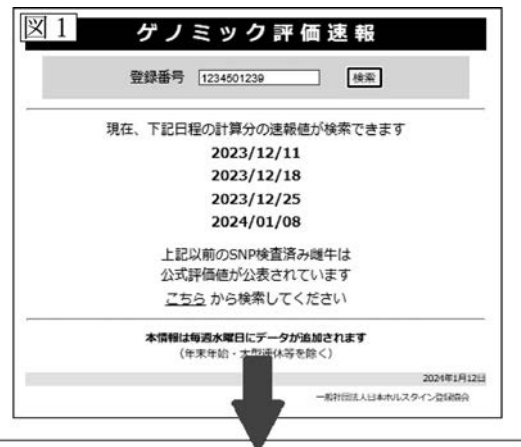 図1
ゲノミック評価速報
登録番号 1234501239 検索
現在、下記日程の計算分の速報値が検索できます
2023/12/11
2023/12/18
2023/12/25
2024/01/08
上記以前のSNP検査済み雌牛は
公式評価値が公表されています
こちら から検索してください
本情報は毎週水曜日にデータが追加されます
(年末年始・大型連休等を除く)
2024年1月12日
一般社団法人日本ホルスタイン登録協会